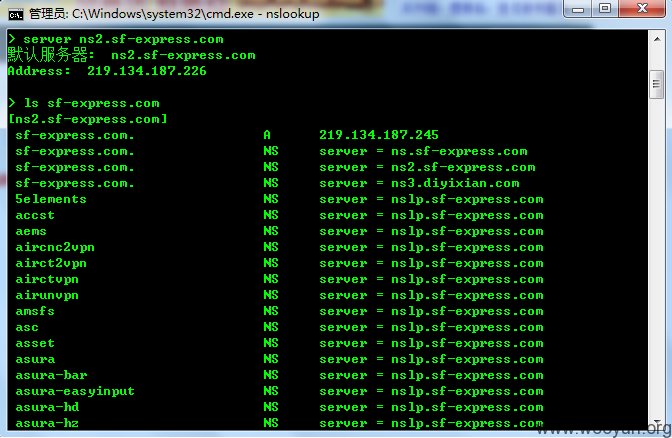 管理员: C:\Windows\system32\cmd.exe - nslookup
> server ns2.sf-express.com
默认服务器:  ns2.sf-express.com
Address:  219.134.187.226
> ls sf-express.com
[ns2.sf-express.com]
sf-express.com.                A      219.134.187.245
sf-express.com.                NS     server = ns.sf-express.com
sf-express.com.                NS     server = ns2.sf-express.com
sf-express.com.                NS     server = ns3.diyixian.com
5elements                      NS     server = nslp.sf-express.com
accst                          NS     server = nslp.sf-express.com
aems                           NS     server = nslp.sf-express.com
aircnc2vpn                     NS     server = nslp.sf-express.com
airct2vpn                      NS     server = nslp.sf-express.com
airctvpn                       NS     server = nslp.sf-express.com
airunvpn                       NS     server = nslp.sf-express.com
amsfs                          NS     server = nslp.sf-express.com
asc                            NS     server = nslp.sf-express.com
asset                          NS     server = nslp.sf-express.com
asura                          NS     server = nslp.sf-express.com
asura-bar                      NS     server = nslp.sf-express.com
asura-easyinput                NS     server = nslp.sf-express.com
asura-hd                       NS     server = nslp.sf-express.com
asura-hz                       NS     server = nslp.sf-express.com
www.wooyun.org